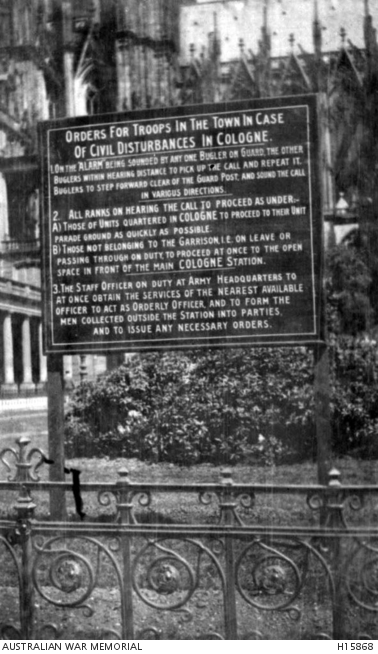 ORDERS FOR TROOPS IN THE TOWN IN CASE
OF CIVIL DISTURBANCES IN COLOGNE.
1. ON THE ALARM BEING SOUNDED BY ANY ONE BUGLER ON GUARD, THE OTHER
BUGLERS WITHIN HEARING DISTANCE TO PICK UP THE CALL AND REPEAT IT.
BUGLERS TO STEP FORWARD CLEAR OF THE GUARD POST, AND SOUND THE CALL
IN VARIOUS DIRECTIONS.
2. ALL RANKS ON HEARING THE CALL TO PROCEED AS UNDER:-
A) THOSE OF UNITS QUARTERED IN COLOGNE TO PROCEED TO THEIR UNIT
PARADE GROUND AS QUICKLY AS POSSIBLE.
B) THOSE NOT BELONGING TO THE GARRISON, I.E. ON LEAVE OR
PASSING THROUGH ON DUTY, TO PROCEED AT ONCE TO THE OPEN
SPACE IN FRONT OF THE MAIN COLOGNE STATION.
3. THE STAFF OFFICER ON DUTY AT ARMY HEADQUARTERS TO
AT ONCE OBTAIN THE SERVICES OF THE NEAREST AVAILABLE
OFFICER TO ACT AS ORDERLY OFFICER, AND TO FORM THE
MEN COLLECTED OUTSIDE THE STATION INTO PARTIES,
AND TO ISSUE ANY NECESSARY ORDERS.
AUSTRALIAN WAR MEMORIAL H15868